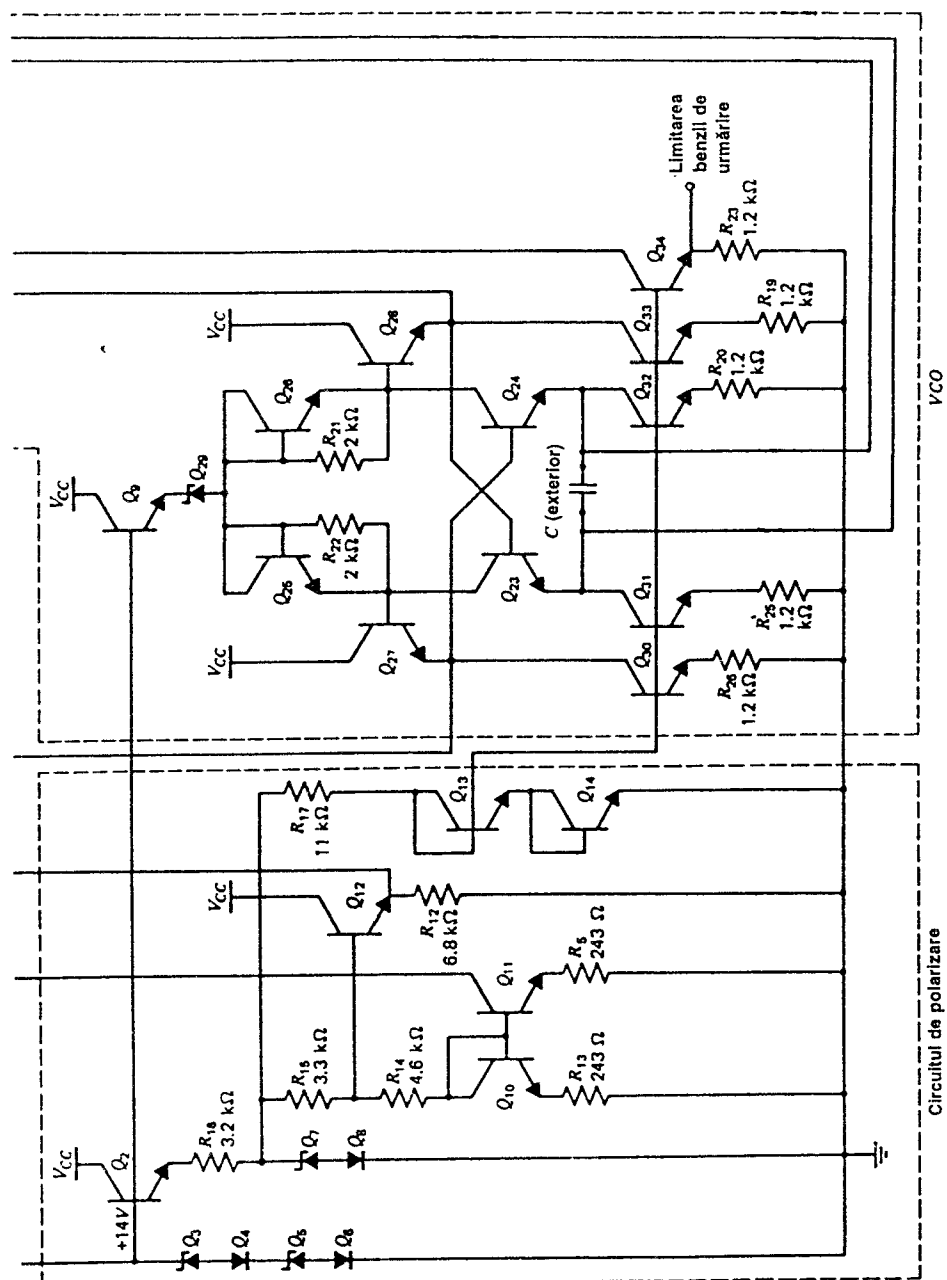 Limitarea
benzii de
urmărire
Q34
R23
1.2 kΩ
Q33
R19
1.2
kΩ
R20
1.2
kΩ
Q32
VCC
Q28
Q26
R21
2 kΩ
Q24
VCC
Q9
Q29
C (exterior)
R22
2 kΩ
Q25
Q23
Q31
R25
1.2
kΩ
VCC
Q27
Q30
R26
1.2 kΩ
VCO
R17
11 kΩ
Q13
Q14
VCC
Q12
R12
6.8 kΩ
Q11
R5
243 Ω
R15
3.3 kΩ
R14
4.6 kΩ
Q10
R13
243 Ω
VCC
Q2
+14V
R18
3.2 kΩ
Q7
Q8
Q3
Q4
Q5
Q6
Circuitul de polarizare